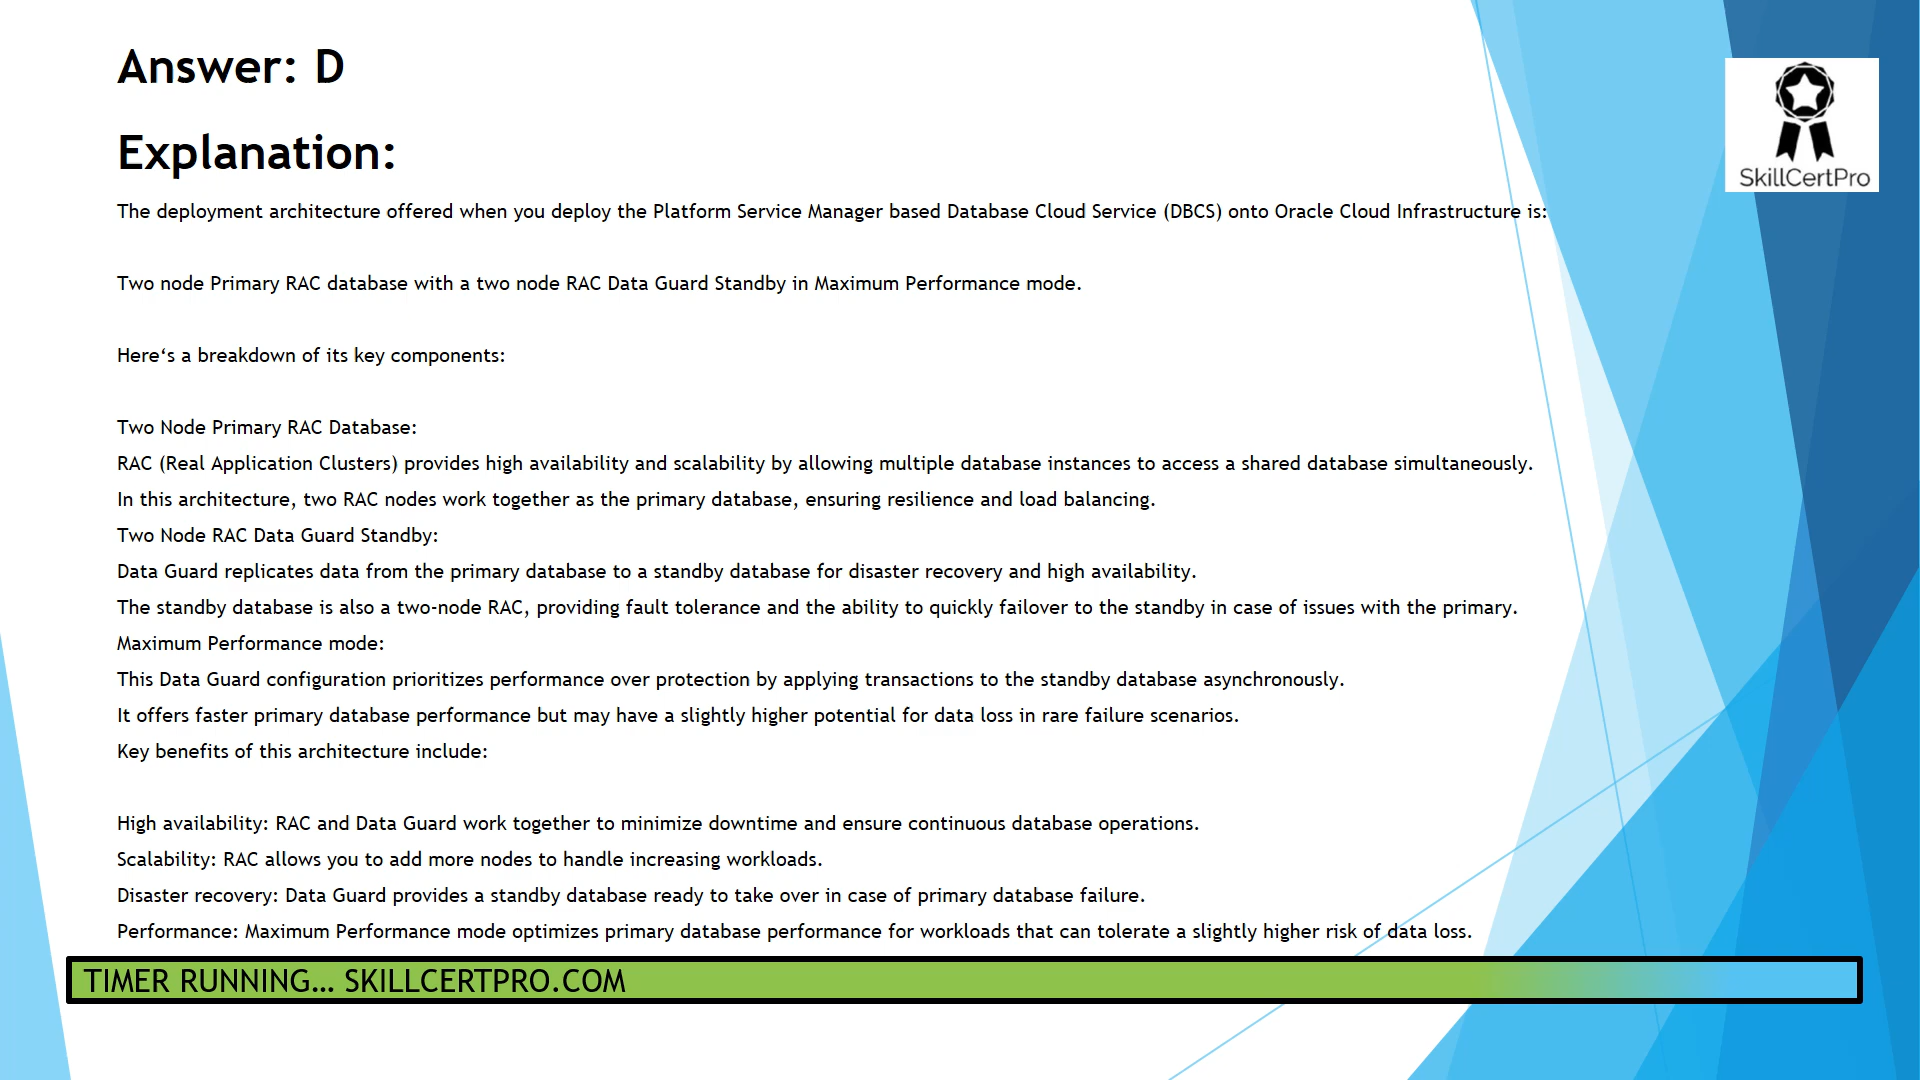 Answer: D
SkillCertPro
Explanation:
The deployment architecture offered when you deploy the Platform Service Manager based Database Cloud Service (DBCS) onto Oracle Cloud Infrastructure is:
Two node Primary RAC database with a two node RAC Data Guard Standby in Maximum Performance mode.
Here‘s a breakdown of its key components:
Two Node Primary RAC Database:
RAC (Real Application Clusters) provides high availability and scalability by allowing multiple database instances to access a shared database simultaneously.
In this architecture, two RAC nodes work together as the primary database, ensuring resilience and load balancing.
Two Node RAC Data Guard Standby:
Data Guard replicates data from the primary database to a standby database for disaster recovery and high availability.
The standby database is also a two-node RAC, providing fault tolerance and the ability to quickly failover to the standby in case of issues with the primary.
Maximum Performance mode:
This Data Guard configuration prioritizes performance over protection by applying transactions to the standby database asynchronously.
It offers faster primary database performance but may have a slightly higher potential for data loss in rare failure scenarios.
Key benefits of this architecture include:
High availability: RAC and Data Guard work together to minimize downtime and ensure continuous database operations.
Scalability: RAC allows you to add more nodes to handle increasing workloads.
Disaster recovery: Data Guard provides a standby database ready to take over in case of primary database failure.
Performance: Maximum Performance mode optimizes primary database performance for workloads that can tolerate a slightly higher risk of data loss.
TIMER RUNNING… SKILLCERTPRO.COM